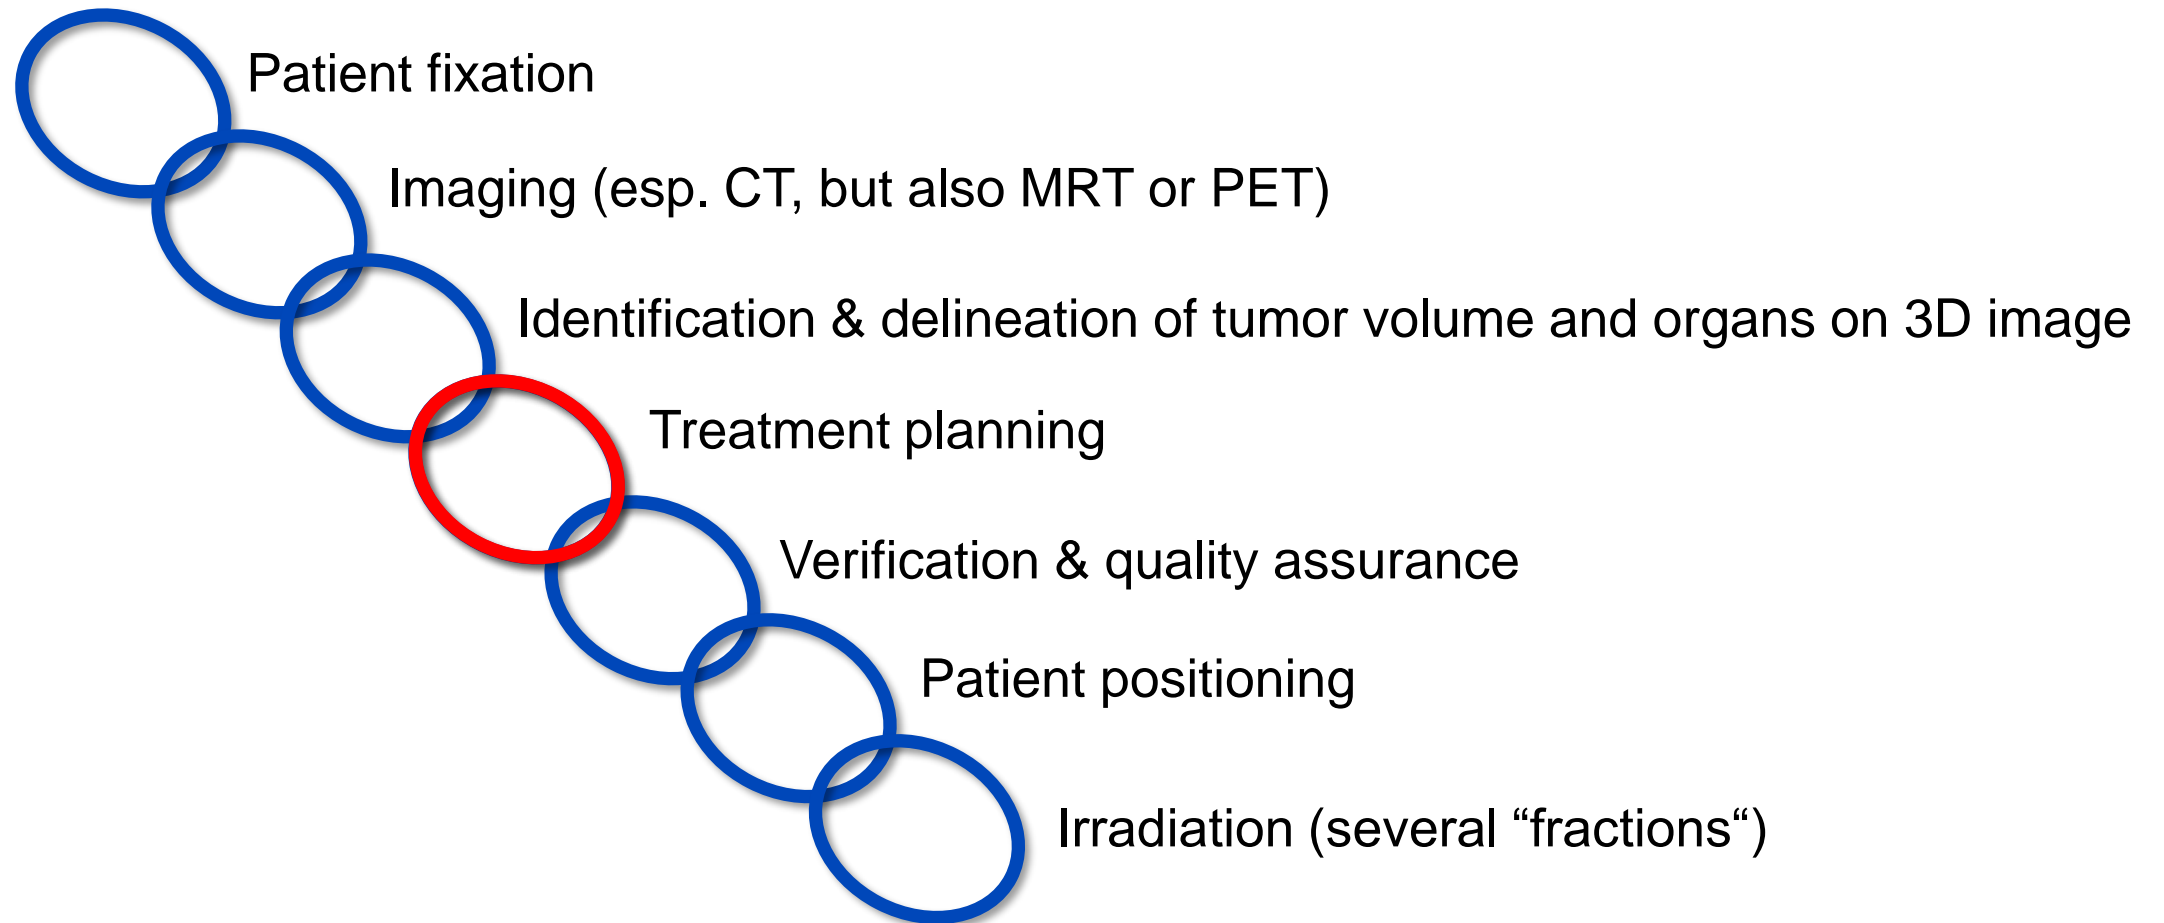 Patient fixation
Imaging (esp. CT, but also MRT or PET)
Identification & delineation of tumor volume and organs on 3D image
Treatment planning
Verification & quality assurance
Patient positioning
Irradiation (several “fractions“)